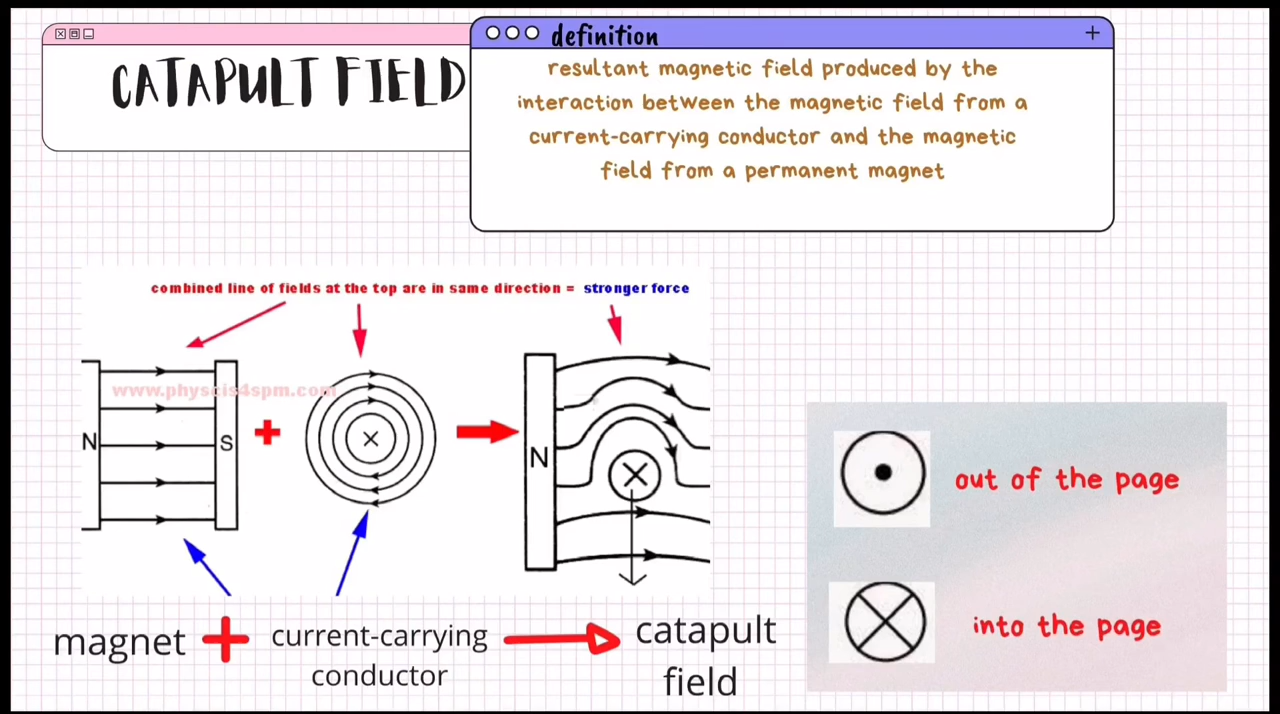 CATAPULT FIELD
definition
resultant magnetic field produced by the
interaction between the magnetic field from a
current-carrying conductor and the magnetic
field from a permanent magnet
combined line of fields at the top are in same direction = stronger force
www.physcis4spm.com
N
S
N
magnet
current-carrying
conductor
catapult
field
out of the page
into the page